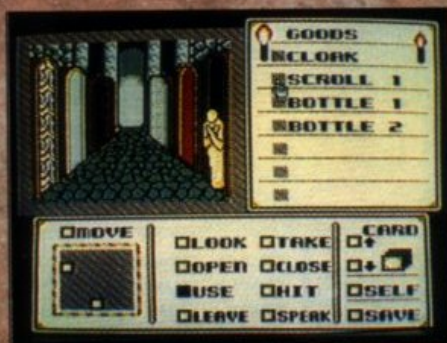 GOODS
CLOAK
SCROLL 1
BOTTLE 1
BOTTLE 2
MOVE
LOOK TAKE
OPEN CLOSE
USE HIT
LEAVE SPEAK
CARD
SELF
SAVE